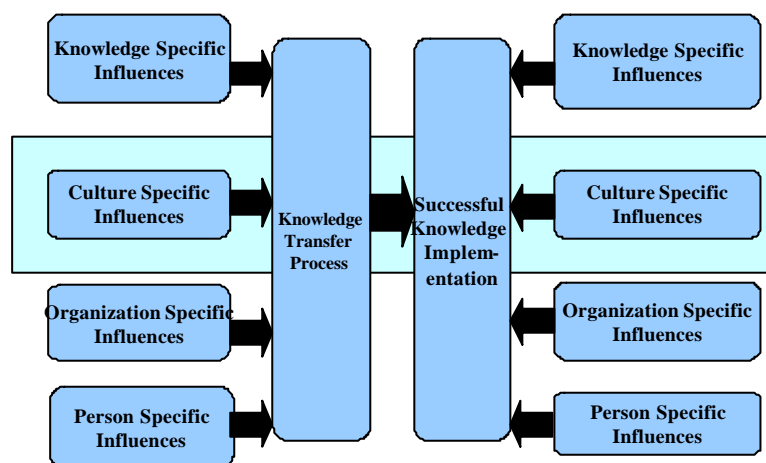 Knowledge Specific
Influences
Knowledge Specific
Influences
Culture Specific
Influences
Knowledge
Transfer
Process
Successful
Knowledge
Implem-
entation
Culture Specific
Influences
Organization Specific
Influences
Organization Specific
Influences
Person Specific
Influences
Person Specific
Influences